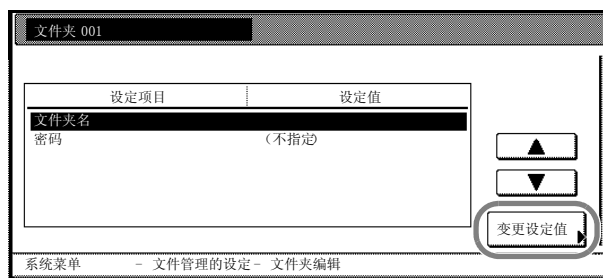 文件夹 001
设定项目 设定值
文件夹名
密码 （不指定）
变更设定值
系统菜单 - 文件管理的设定 - 文件夹编辑